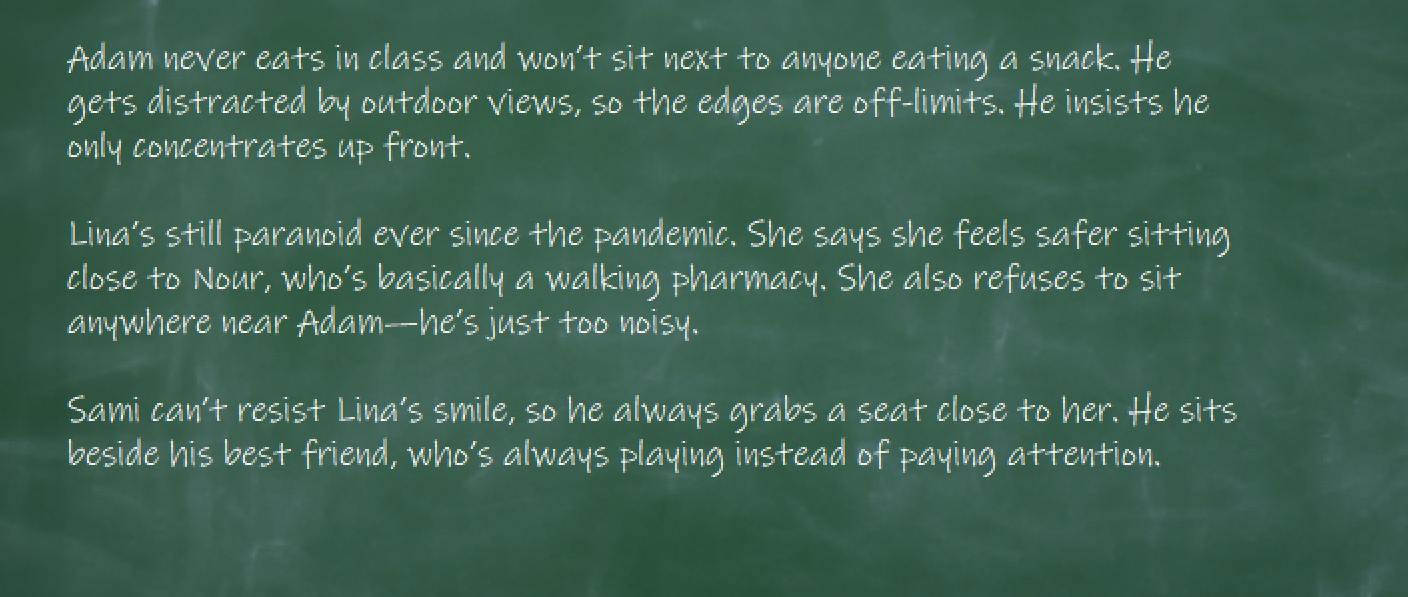 Adam never eats in class and won't sit next to anyone eating a snack. He
gets distracted by outdoor views, so the edges are off-limits. He insists he
only concentrates up front.
Lina's still paranoid ever since the pandemic. She says she feels safer sitting
close to Nour, who's basically a walking pharmacy. She also refuses to sit
anywhere near Adam—he's just too noisy.
Sami can't resist Lina's smile, so he always grabs a seat close to her. He sits
beside his best friend, who's always playing instead of paying attention.